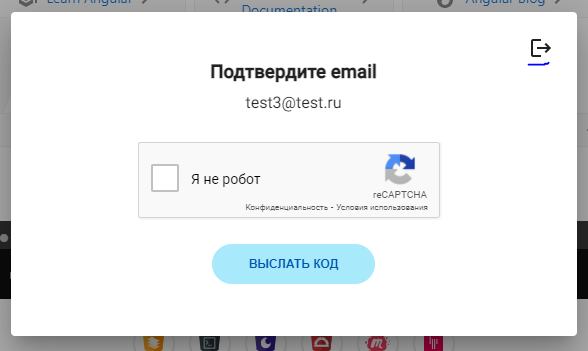 Learn Angular
Documentation
Angular Blog
Подтвердите email
test3@test.ru
Я не робот
reCAPTCHA
Конфиденциальность - Условия использования
ВЫСЛАТЬ КОД